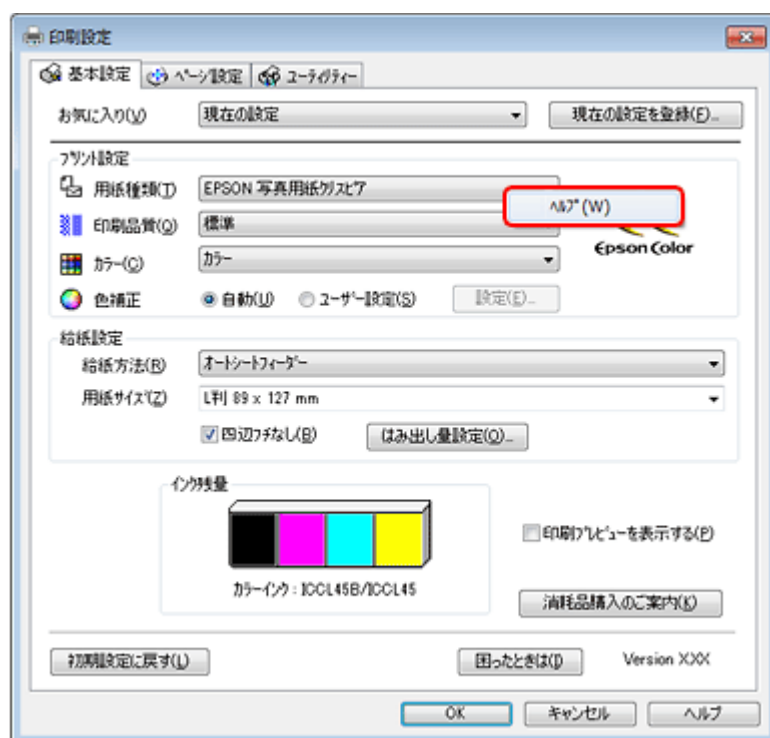 印刷設定
基本設定 ページ設定 ユーティリティー
お気に入り(V) 現在の設定 現在の設定を登録(F)...
プリント設定
用紙種類(T) EPSON 写真用紙クリスピア
ヘルプ(W)
印刷品質(Q) 標準
Epson Color
カラー(C) カラー
色補正 自動(U) ユーザー設定(S) 設定(E)...
給紙設定
給紙方法(R) オートシートフィーダー
用紙サイズ(Z) L判 89 x 127 mm
四辺フチなし(B) はみ出し量設定(O)...
インク残量
印刷プレビューを表示する(P)
カラーインク : ICCL45B/ICCL45
消耗品購入のご案内(K)
初期設定に戻す(L) 困ったときは(I) Version X.XX
OK キャンセル ヘルプ